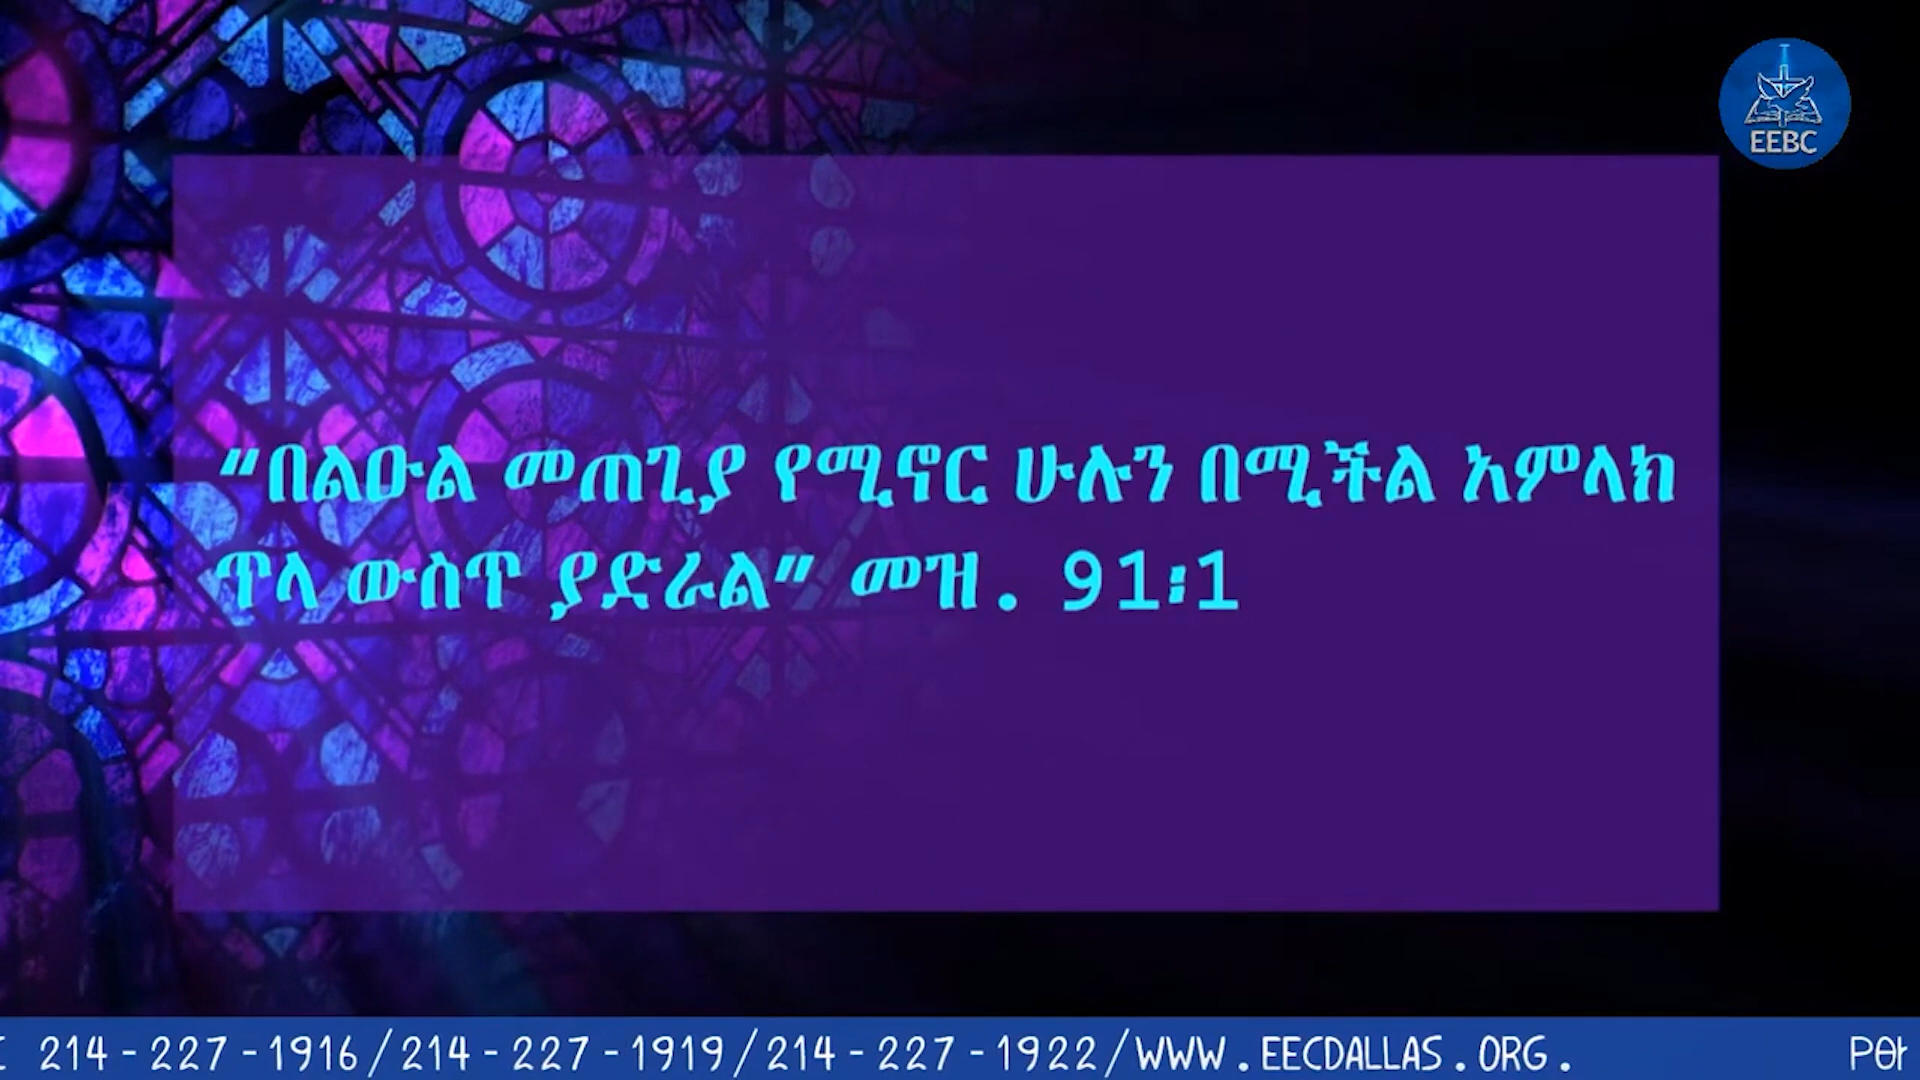 EEBC
“በልዑል መጠጊያ የሚኖር ሁሉን በሚችል አምላክ
ጥላ ውስጥ ያድራል” መዝ. 91፡1
214-227-1916/214-227-1919/214-227-1922/WWW.EECDALLAS.ORG.